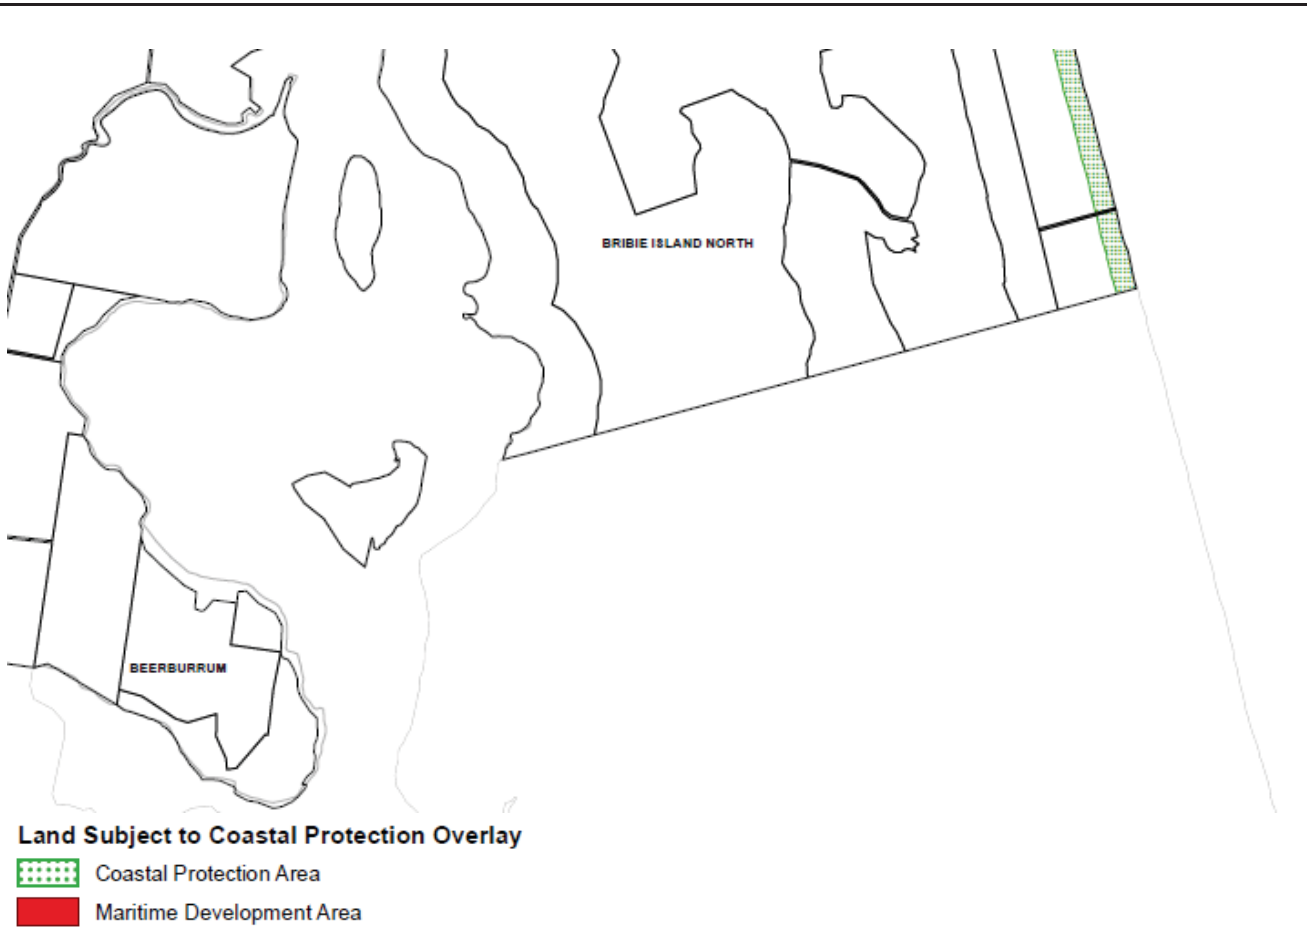 BRIBIE ISLAND NORTH
BEERBURRUM
Land Subject to Coastal Protection Overlay
Coastal Protection Area
Maritime Development Area